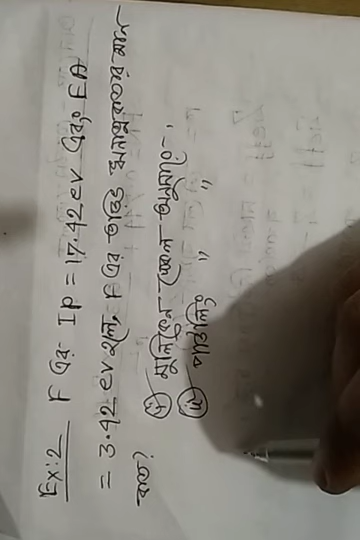 Ex:2 F এর Ip = 17.42 ev এবং EA
= 3.42 ev হলে, F এর তড়িৎ ঋণাত্মকতার মান
কত?
(i) মুলিকেন স্কেল অনুসারে-
(ii) পাওলিং " "